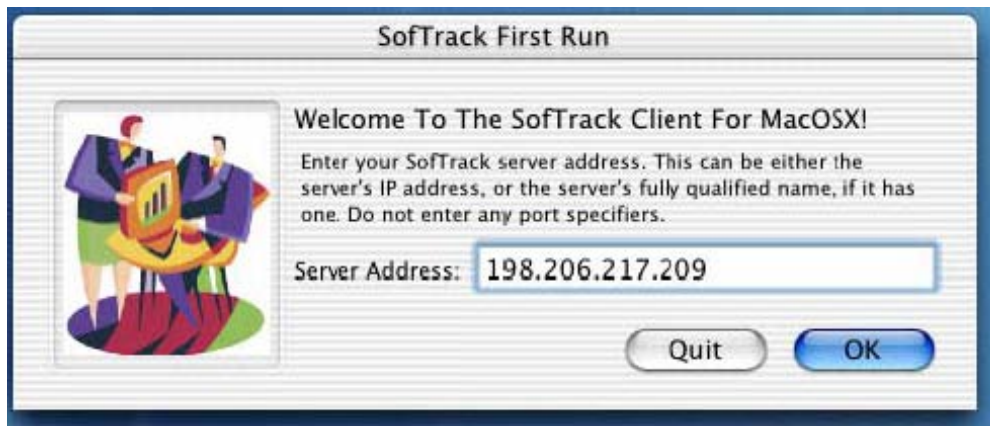 SofTrack First Run
Welcome To The SofTrack Client For MacOSX!
Enter your SofTrack server address. This can be either the
server's IP address, or the server's fully qualified name, if it has
one. Do not enter any port specifiers.
Server Address: 198.206.217.209
Quit OK